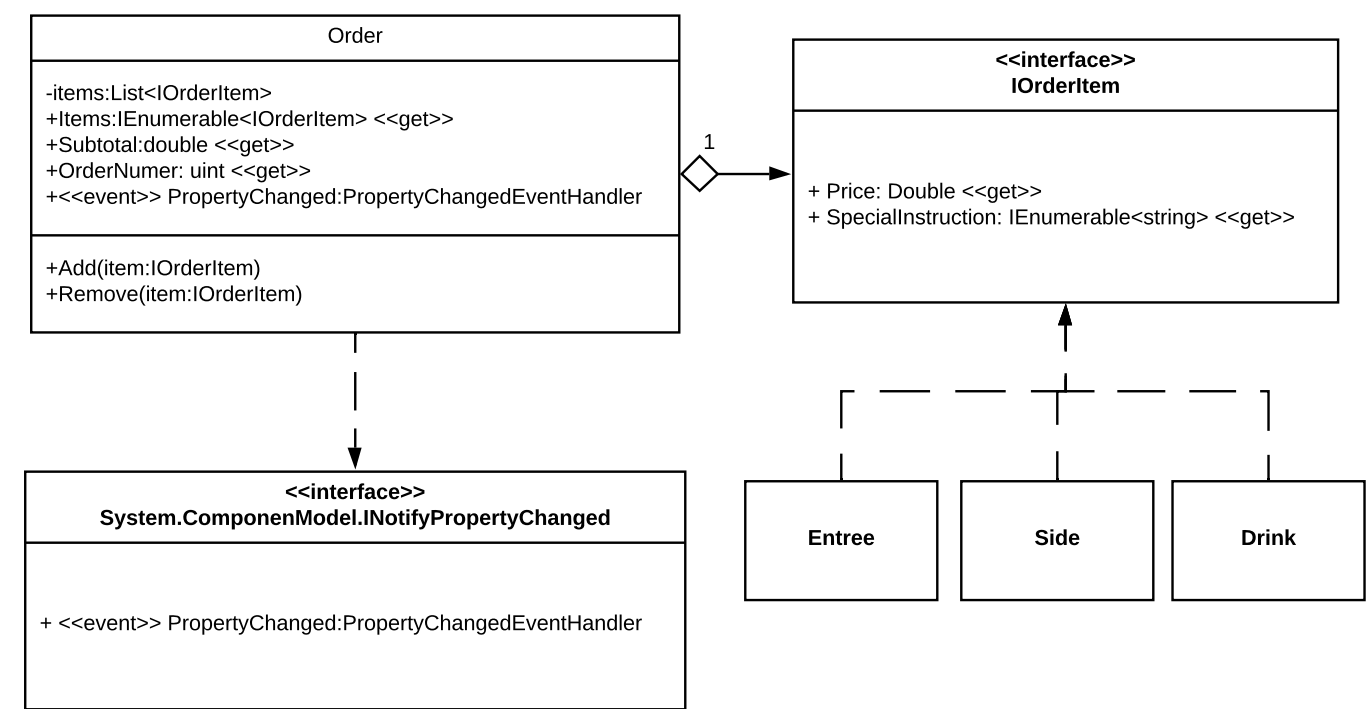 Order
-items:List<IOrderItem>
+Items:IEnumerable<IOrderItem> <<get>>
+Subtotal:double <<get>>
+OrderNumer: uint <<get>>
+<<event>> PropertyChanged:PropertyChangedEventHandler
+Add(item:IOrderItem)
+Remove(item:IOrderItem)
1
<<interface>>
IOrderItem
+ Price: Double <<get>>
+ SpecialInstruction: IEnumerable<string> <<get>>
<<interface>>
System.ComponenModel.INotifyPropertyChanged
+ <<event>> PropertyChanged:PropertyChangedEventHandler
Entree
Side
Drink